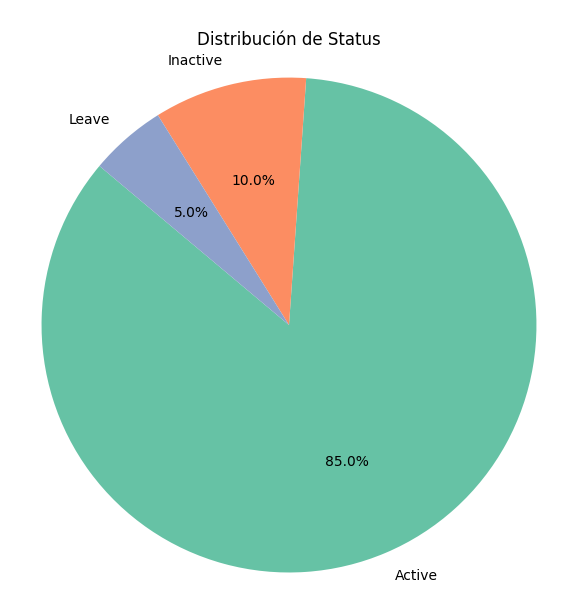 Distribución de Status
Inactive
Leave
10.0%
5.0%
85.0%
Active